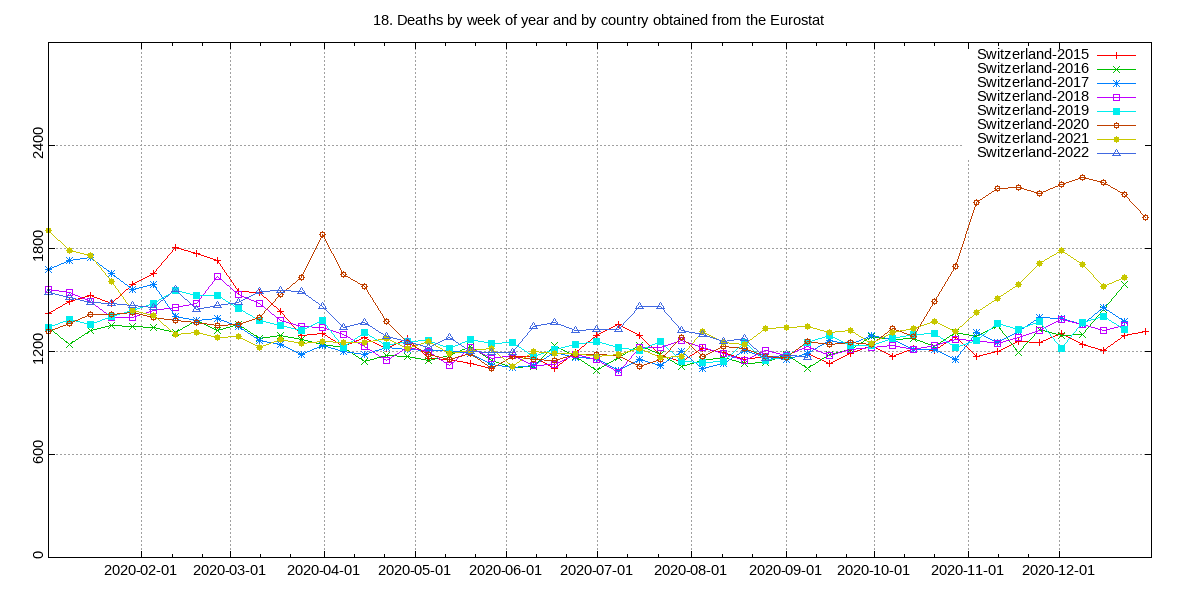 18. Deaths by week of year and by country obtained from the Eurostat
Switzerland-2015
Switzerland-2016
Switzerland-2017
Switzerland-2018
Switzerland-2019
Switzerland-2020
Switzerland-2021
Switzerland-2022
2400
1800
1200
600
0
2020-02-01 2020-03-01 2020-04-01 2020-05-01 2020-06-01 2020-07-01 2020-08-01 2020-09-01 2020-10-01 2020-11-01 2020-12-01